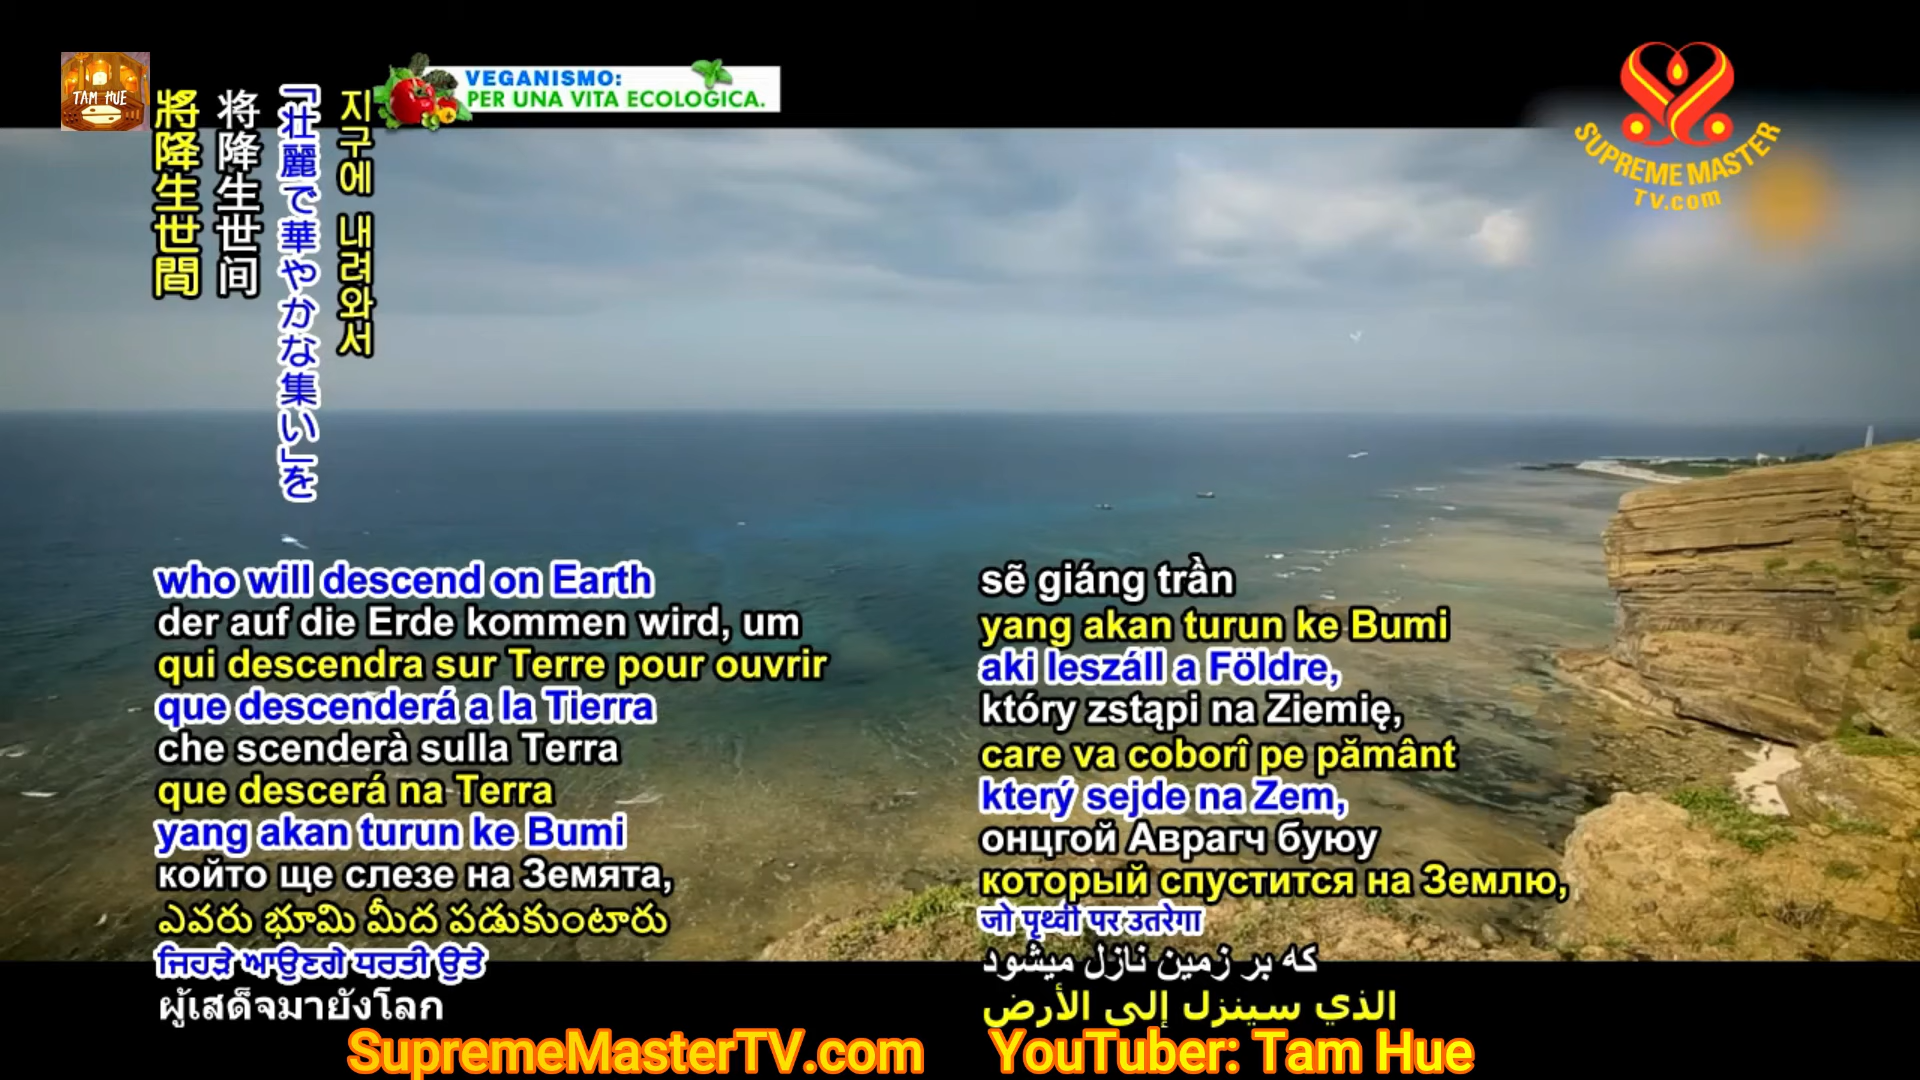 TAM HUE
VEGANISMO:
PER UNA VITA ECOLOGICA.
SUPREME MASTER
TV.com
將降生世間
将降生世间
「壮麗で華やかな集い」を
지구에 내려와서
who will descend on Earth
der auf die Erde kommen wird, um
qui descendra sur Terre pour ouvrir
que descenderá a la Tierra
che scenderà sulla Terra
que descerá na Terra
yang akan turun ke Bumi
който ще слезе на Земята,
ఎవరు భూమి మీద పడుకుంటారు
ਜਿਹੜੇ ਆਉਣਗੇ ਧਰਤੀ ਉਤੇ
ผู้เสด็จมายังโลก
sẽ giáng trần
yang akan turun ke Bumi
aki leszáll a Földre,
który zstąpi na Ziemię,
care va coborî pe pământ
který sejde na Zem,
онцгой Аврагч буюу
который спустится на Землю,
जो पृथ्वी पर उतरेगा
که بر زمین نازل میشود
الذي سينزل إلى الأرض
SupremeMasterTV.com
YouTuber: Tam Hue